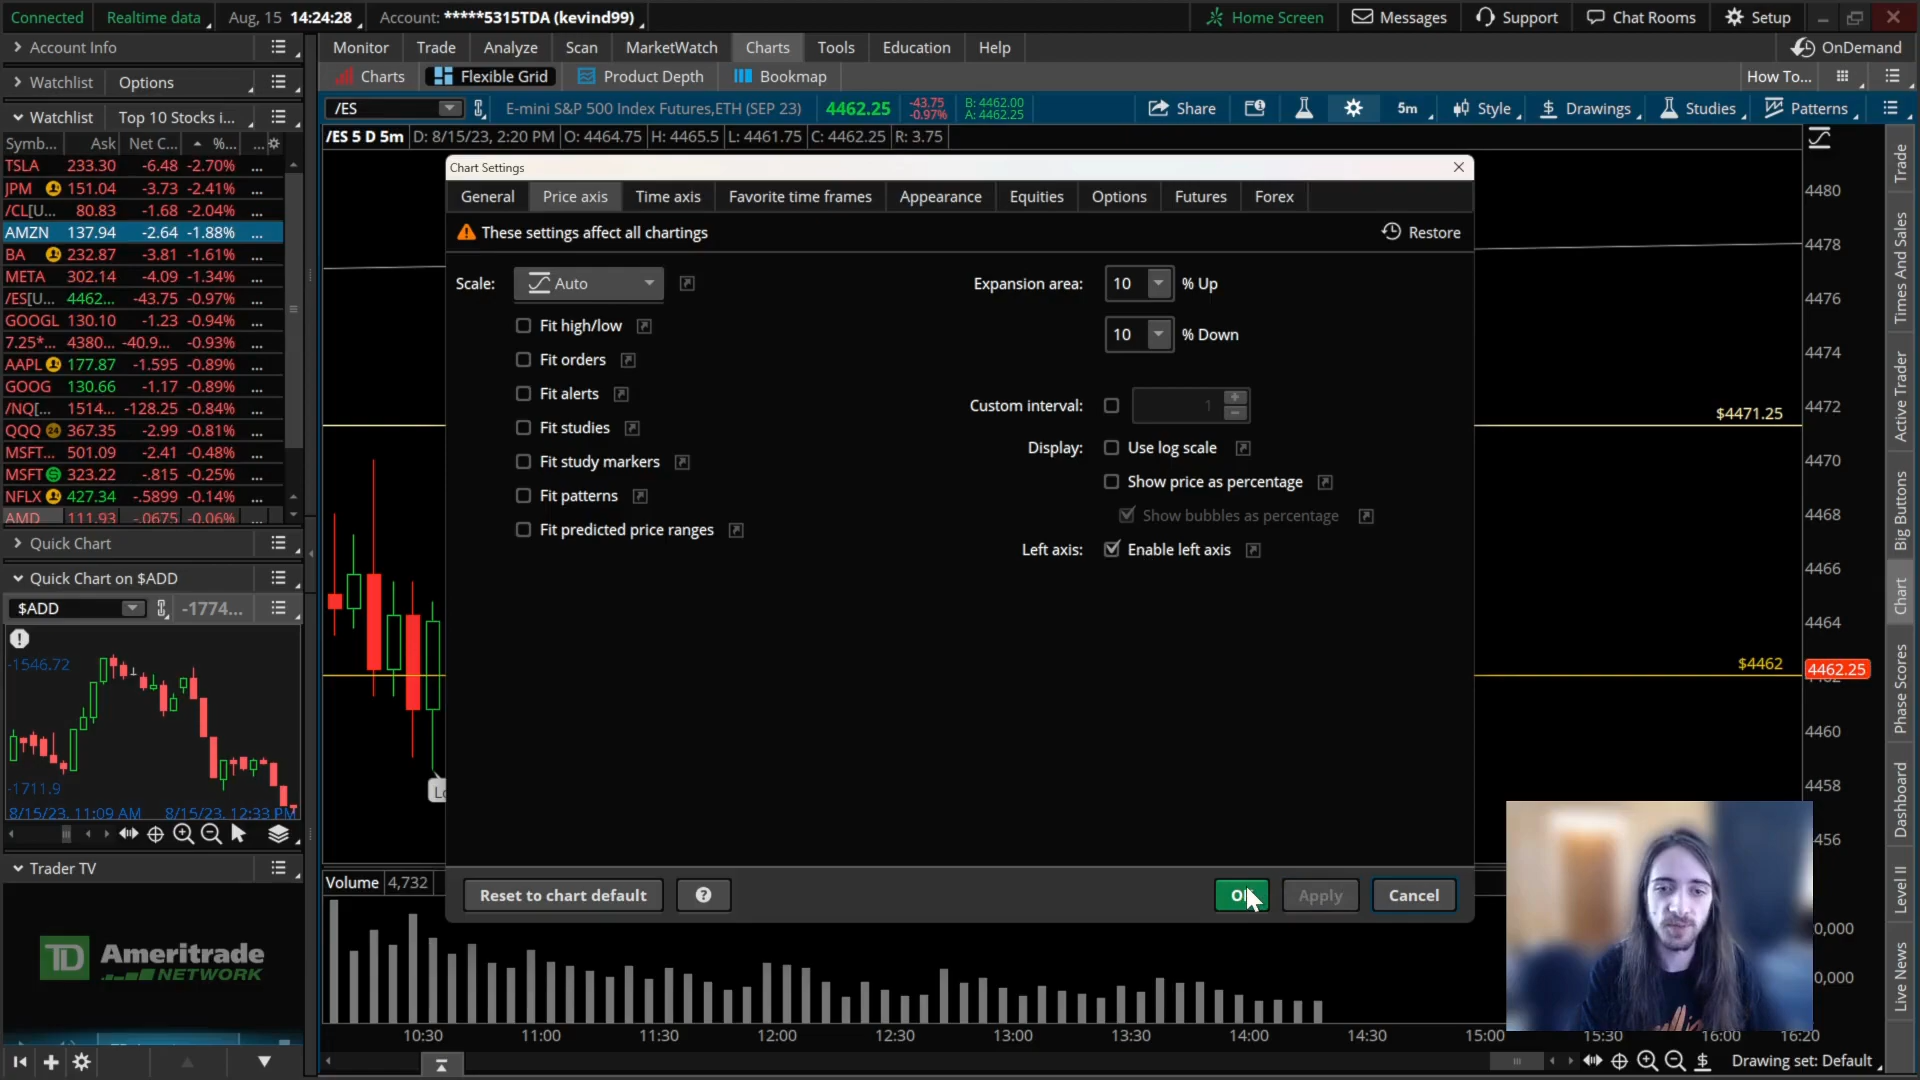 Connected Realtime data Aug, 15 14:24:28 Account: *****5315TDA (kevind99) Home Screen Messages Support Chat Rooms Setup
Account Info
Monitor Trade Analyze Scan MarketWatch Charts Tools Education Help OnDemand
Watchlist Options
Charts Flexible Grid Product Depth Bookmap How To...
Watchlist Top 10 Stocks i...
/ES E-mini S&P 500 Index Futures,ETH (SEP 23) 4462.25 -43.75 -0.97% B: 4462.00 A: 4462.25 Share 5m Style $ Drawings Studies Patterns
/ES 5 D 5m D: 8/15/23, 2:20 PM O: 4464.75 H: 4465.5 L: 4461.75 C: 4462.25 R: 3.75
Symb... Ask Net C... %... ...
TSLA 233.30 -6.48 -2.70% ...
JPM 151.04 -3.73 -2.41% ...
/CL[U... 80.83 -1.68 -2.04% ...
AMZN 137.94 -2.64 -1.88% ...
BA 232.87 -3.81 -1.61% ...
META 302.14 -4.09 -1.34% ...
/ES[U... 4462... -43.75 -0.97% ...
GOOGL 130.10 -1.23 -0.94% ...
7.25*... 4380... -40.9... -0.93% ...
AAPL 177.87 -1.595 -0.89% ...
GOOG 130.66 -1.17 -0.89% ...
/NQ[... 1514... -128.25 -0.84% ...
QQQ 24 367.35 -2.99 -0.81% ...
MSFT... 501.09 -2.41 -0.48% ...
MSFT 323.22 -.815 -0.25% ...
NFLX 427.34 -.5899 -0.14% ...
AMD 111.93 -.0675 -0.06% ...
Quick Chart
Quick Chart on $ADD
$ADD -1774...
-1546.72
-1711.9
8/15/23, 11:09 AM 8/15/23, 12:33 PM
Trader TV
TD Ameritrade
NETWORK
Chart Settings
General Price axis Time axis Favorite time frames Appearance Equities Options Futures Forex
These settings affect all chartings Restore
Scale: Auto
Fit high/low
Fit orders
Fit alerts
Fit studies
Fit study markers
Fit patterns
Fit predicted price ranges
Expansion area: 10 % Up
10 % Down
Custom interval: 1
Display: Use log scale
Show price as percentage
Show bubbles as percentage
Left axis: Enable left axis
Reset to chart default ? Apply Cancel
4480
4478
4476
4474
4472
$4471.25
4470
4468
4466
4464
$4462 4462.25
4460
4458
Volume 4,732
10:30 11:00 11:30 12:00 12:30 13:00 13:30 14:00 14:30 15:00 15:30 16:00 16:20
Drawing set: Default
Trade
Times And Sales
Active Trader
Big Buttons
Chart
Phase Scores
Dashboard
Level II
Live News